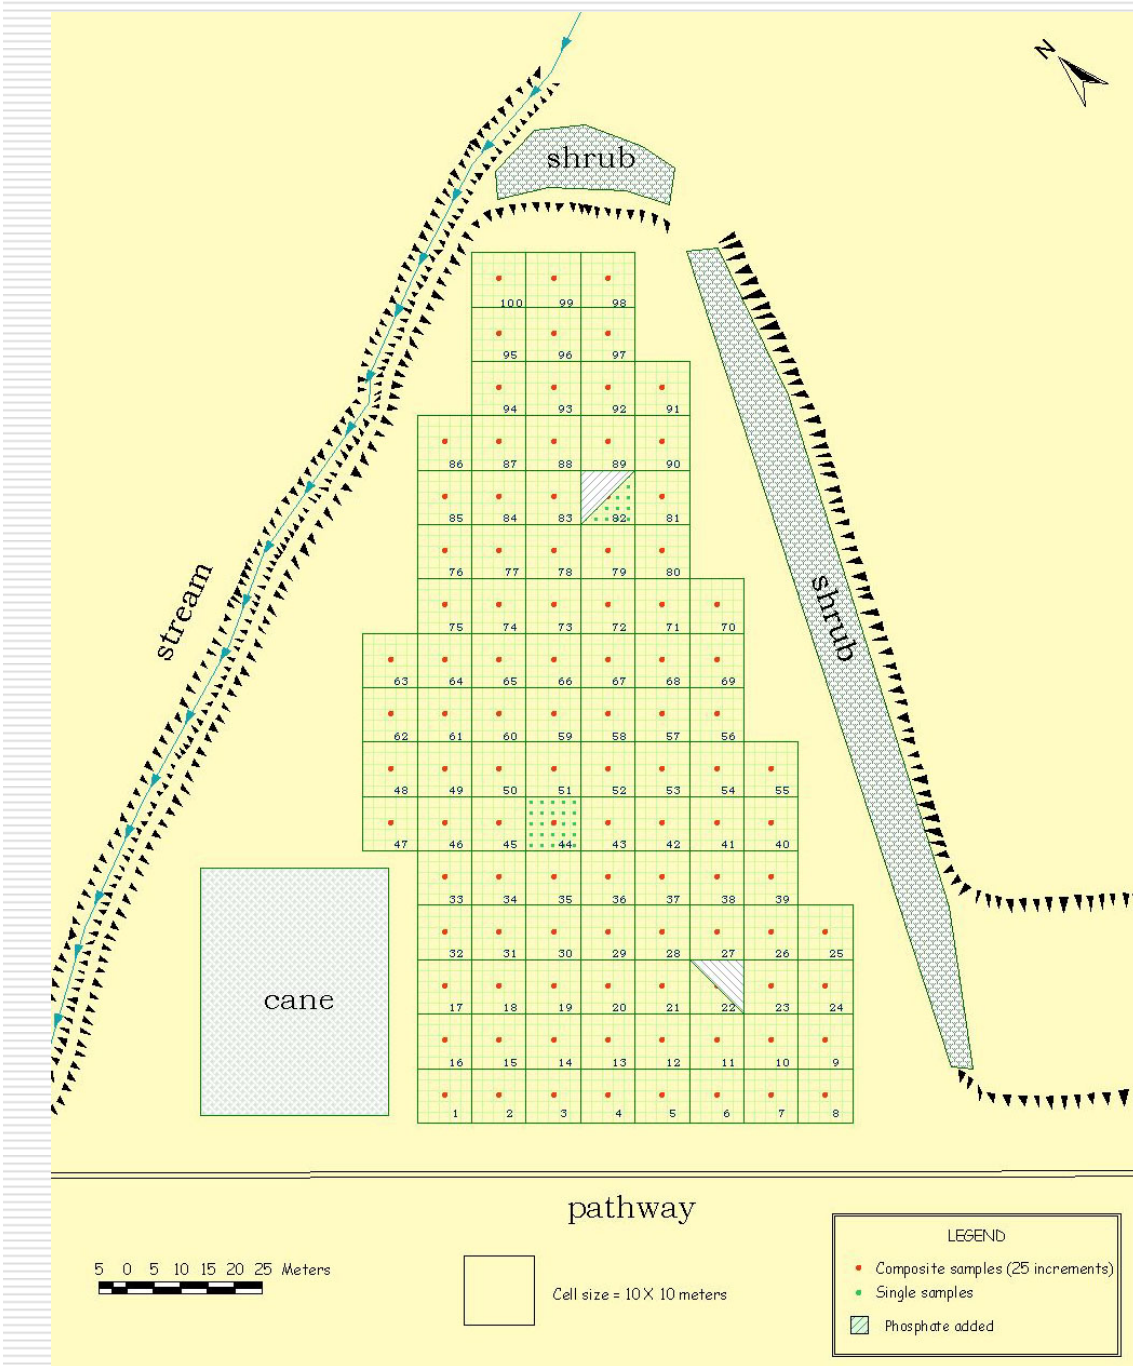 N
shrub
100 99 98
95 96 97
94 93 92 91
86 87 88 89 90
85 84 83 82 81
76 77 78 79 80
75 74 73 72 71 70
stream
shrub
63 64 65 66 67 68 69
62 61 60 59 58 57 56
48 49 50 51 52 53 54 55
47 46 45 44 43 42 41 40
33 34 35 36 37 38 39
32 31 30 29 28 27 26 25
cane
17 18 19 20 21 22 23 24
16 15 14 13 12 11 10 9
1 2 3 4 5 6 7 8
pathway
5 0 5 10 15 20 25 Meters
Cell size = 10 X 10 meters
LEGEND
Composite samples (25 increments)
Single samples
Phosphate added